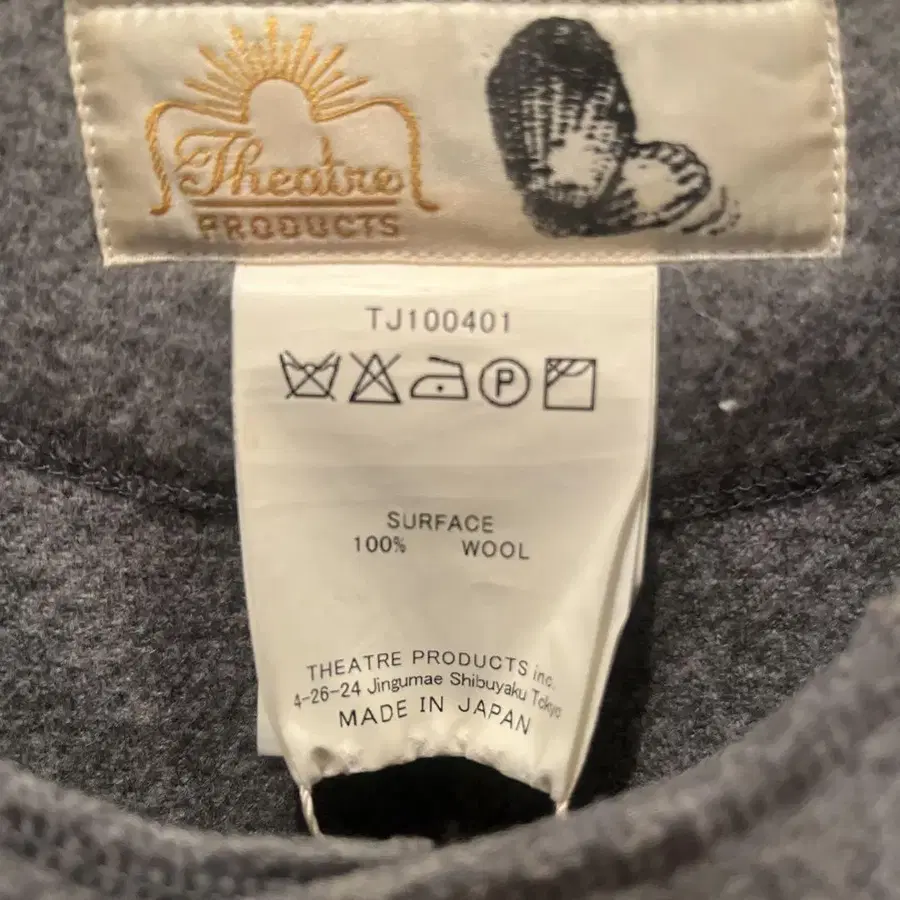 Theatre
PRODUCTS
TJ100401
P
SURFACE
100% WOOL
THEATRE PRODUCTS inc.
4-26-24 Jingumae Shibuyaku Tokyo
MADE IN JAPAN